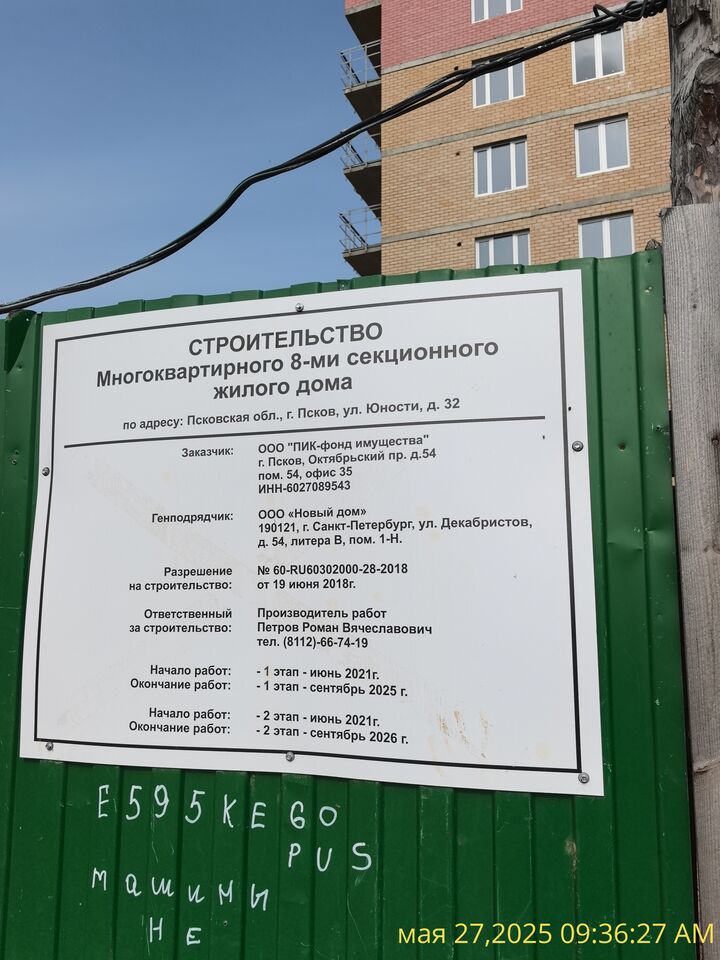 СТРОИТЕЛЬСТВО
Многоквартирного 8-ми секционного
жилого дома
по адресу: Псковская обл., г. Псков, ул. Юности, д. 32
Заказчик: ООО "ПИК-фонд имущества"
г. Псков, Октябрьский пр. д.54
пом. 54, офис 35
ИНН-6027089543
Генподрядчик: ООО «Новый дом»
190121, г. Санкт-Петербург, ул. Декабристов,
д. 54, литера В, пом. 1-Н.
Разрешение № 60-RU60302000-28-2018
на строительство: от 19 июня 2018г.
Ответственный Производитель работ
за строительство: Петров Роман Вячеславович
тел. (8112)-66-74-19
Начало работ: - 1 этап - июнь 2021г.
Окончание работ: - 1 этап - сентябрь 2025 г.
Начало работ: - 2 этап - июнь 2021г.
Окончание работ: - 2 этап - сентябрь 2026 г.
Е595КЕ60
РUS
машины
НЕ
мая 27,2025 09:36:27 AM